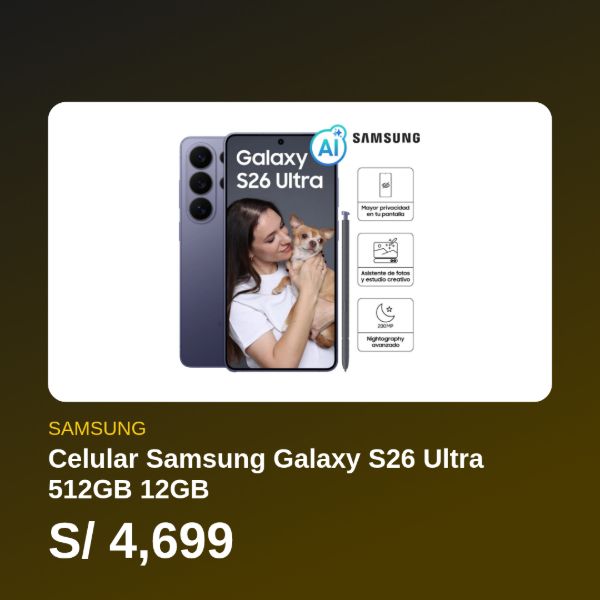 Galaxy
S26 Ultra
AI
SAMSUNG
Mayor privacidad
en tu pantalla
Asistente de fotos
y estudio creativo
200MP
Nightography
avanzado
SAMSUNG
Celular Samsung Galaxy S26 Ultra
512GB 12GB
S/ 4,699